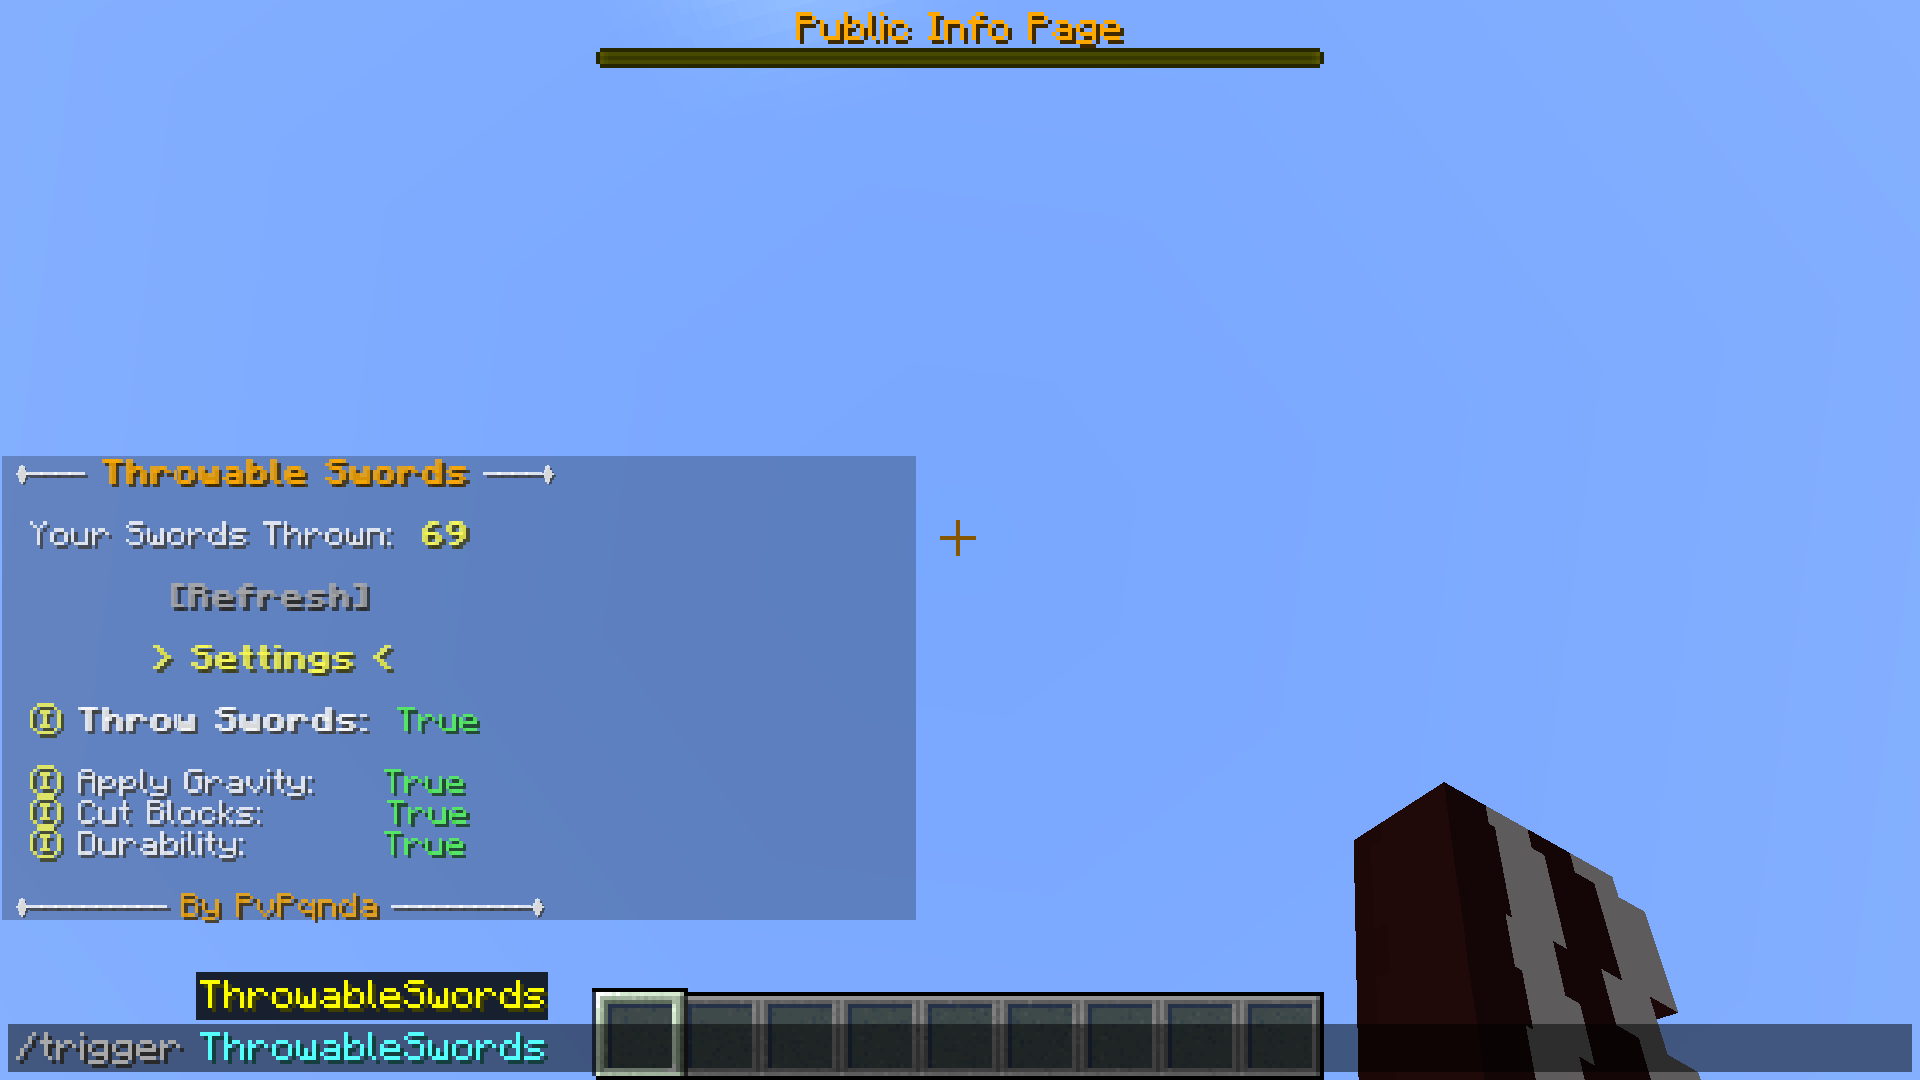 Public Info Page
Throwable Swords
Your Swords Thrown: 69
[Refresh]
> Settings <
Ⓘ Throw Swords: True
Ⓘ Apply Gravity: True
Ⓘ Cut Blocks: True
Ⓘ Durability: True
By PvPqnda
ThrowableSwords
/trigger ThrowableSwords